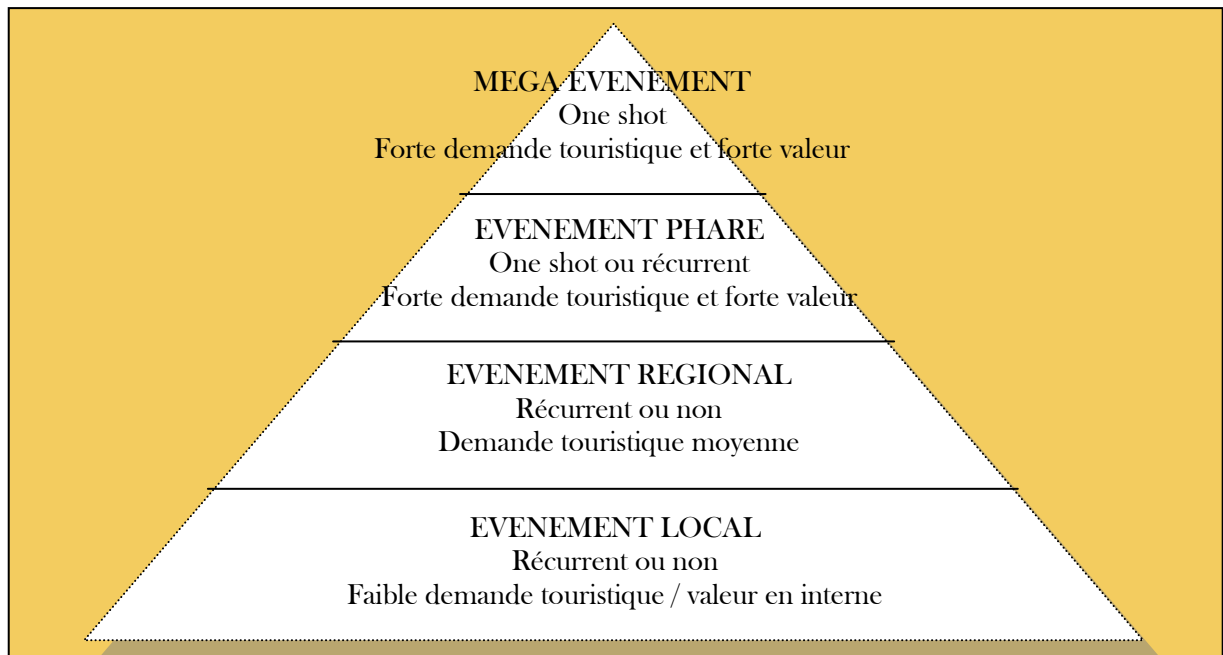 MEGA EVENEMENT
One shot
Forte demande touristique et forte valeur
EVENEMENT PHARE
One shot ou récurrent
Forte demande touristique et forte valeur
EVENEMENT REGIONAL
Récurrent ou non
Demande touristique moyenne
EVENEMENT LOCAL
Récurrent ou non
Faible demande touristique / valeur en interne